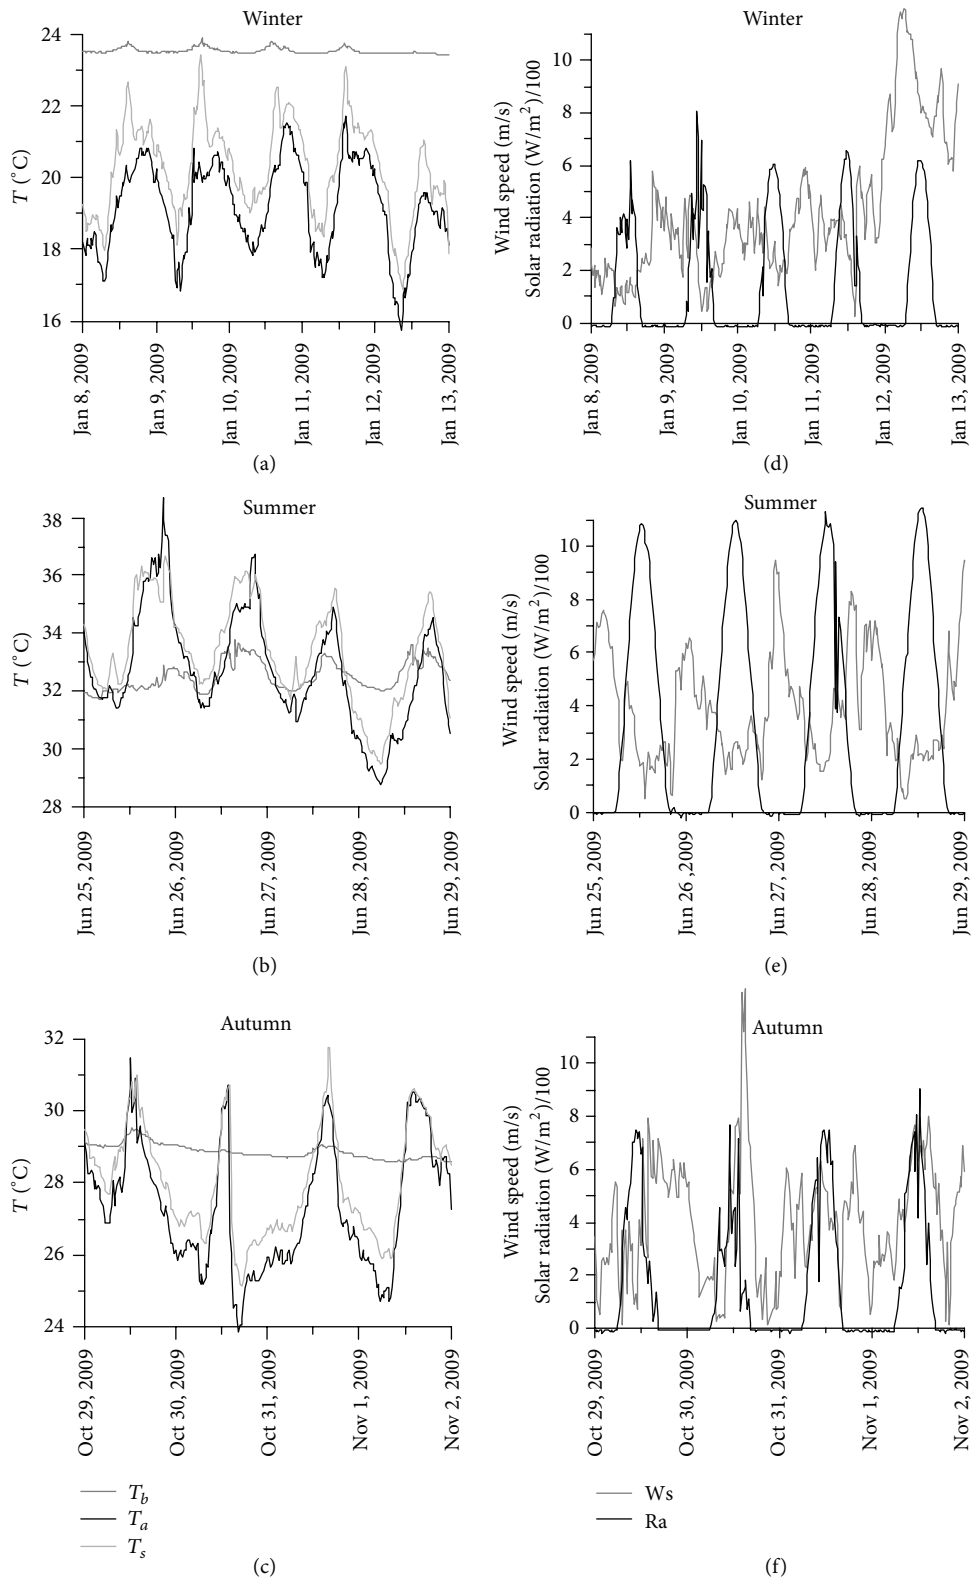 Winter
24
22
20
18
16
T (°C)
Jan 8, 2009
Jan 9, 2009
Jan 10, 2009
Jan 11, 2009
Jan 12, 2009
Jan 13, 2009
(a)
Winter
10
8
6
4
2
0
Wind speed (m/s)
Solar radiation (W/m²)/100
Jan 8, 2009
Jan 9, 2009
Jan 10, 2009
Jan 11, 2009
Jan 12, 2009
Jan 13, 2009
(d)
Summer
38
36
34
32
30
28
T (°C)
Jun 25, 2009
Jun 26, 2009
Jun 27, 2009
Jun 28, 2009
Jun 29, 2009
(b)
Summer
10
8
6
4
2
0
Wind speed (m/s)
Solar radiation (W/m²)/100
Jun 25, 2009
Jun 26, 2009
Jun 27, 2009
Jun 28, 2009
Jun 29, 2009
(e)
Autumn
32
30
28
26
24
T (°C)
Oct 29, 2009
Oct 30, 2009
Oct 31, 2009
Nov 1, 2009
Nov 2, 2009
T_b
T_a
T_s
(c)
Autumn
10
8
6
4
2
0
Wind speed (m/s)
Solar radiation (W/m²)/100
Oct 29, 2009
Oct 30, 2009
Oct 31, 2009
Nov 1, 2009
Nov 2, 2009
Ws
Ra
(f)